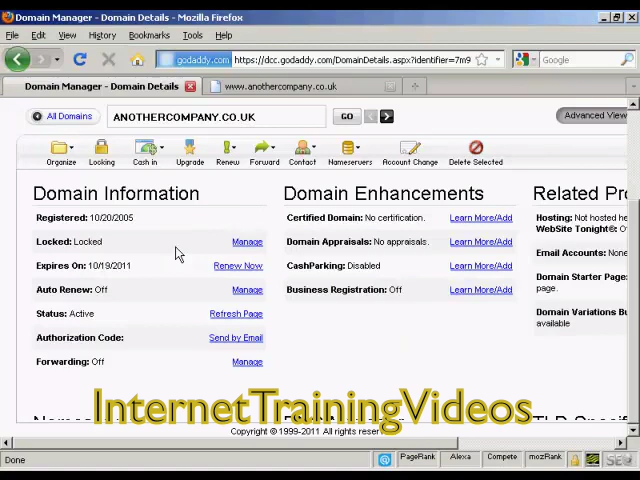 Domain Manager - Domain Details - Mozilla Firefox
File Edit View History Bookmarks Tools Help
godaddy.com https://dcc.godaddy.com/DomainDetails.aspx?identifier=7m9 Google
Domain Manager - Domain Details www.anothercompany.co.uk
All Domains ANOTHERCOMPANY.CO.UK GO Advanced View
Organize Locking Cash in Upgrade Renew Forward Contact Nameservers Account Change Delete Selected
Domain Information
Registered: 10/20/2005
Locked: Locked Manage
Expires On: 10/19/2011 Renew Now
Auto Renew: Off Manage
Status: Active Refresh Page
Authorization Code: Send by Email
Forwarding: Off Manage
Domain Enhancements
Certified Domain: No certification. Learn More/Add
Domain Appraisals: No appraisals. Learn More/Add
CashParking: Disabled Learn More/Add
Business Registration: Off Learn More/Add
Related Pro
Hosting: Not hosted he
WebSite Tonight®: Of
Email Accounts: None
Domain Starter Page:
page.
Domain Variations Bu
available
InternetTrainingVideos
Copyright © 1999-2011 All rights reser
Done PageRank Alexa Compete mozRank